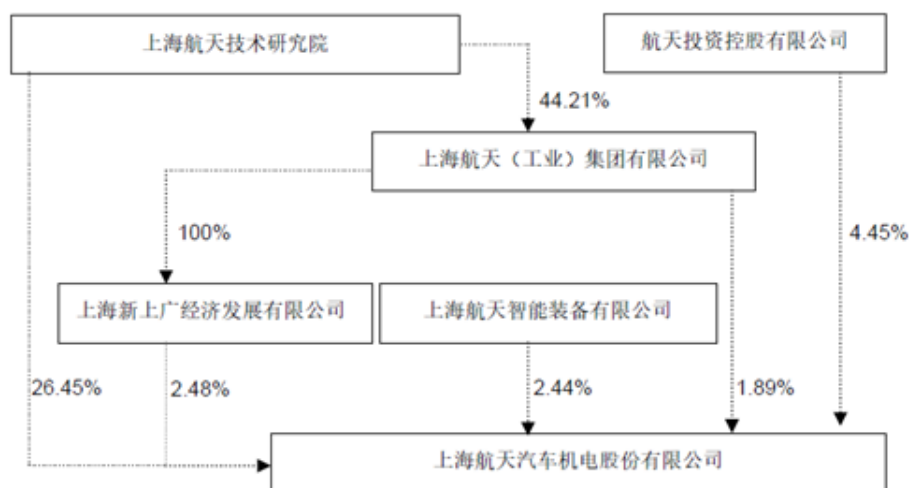 上海航天技术研究院
航天投资控股有限公司
44.21%
上海航天（工业）集团有限公司
100%
4.45%
上海新上广经济发展有限公司
上海航天智能装备有限公司
26.45%
2.48%
2.44%
1.89%
上海航天汽车机电股份有限公司